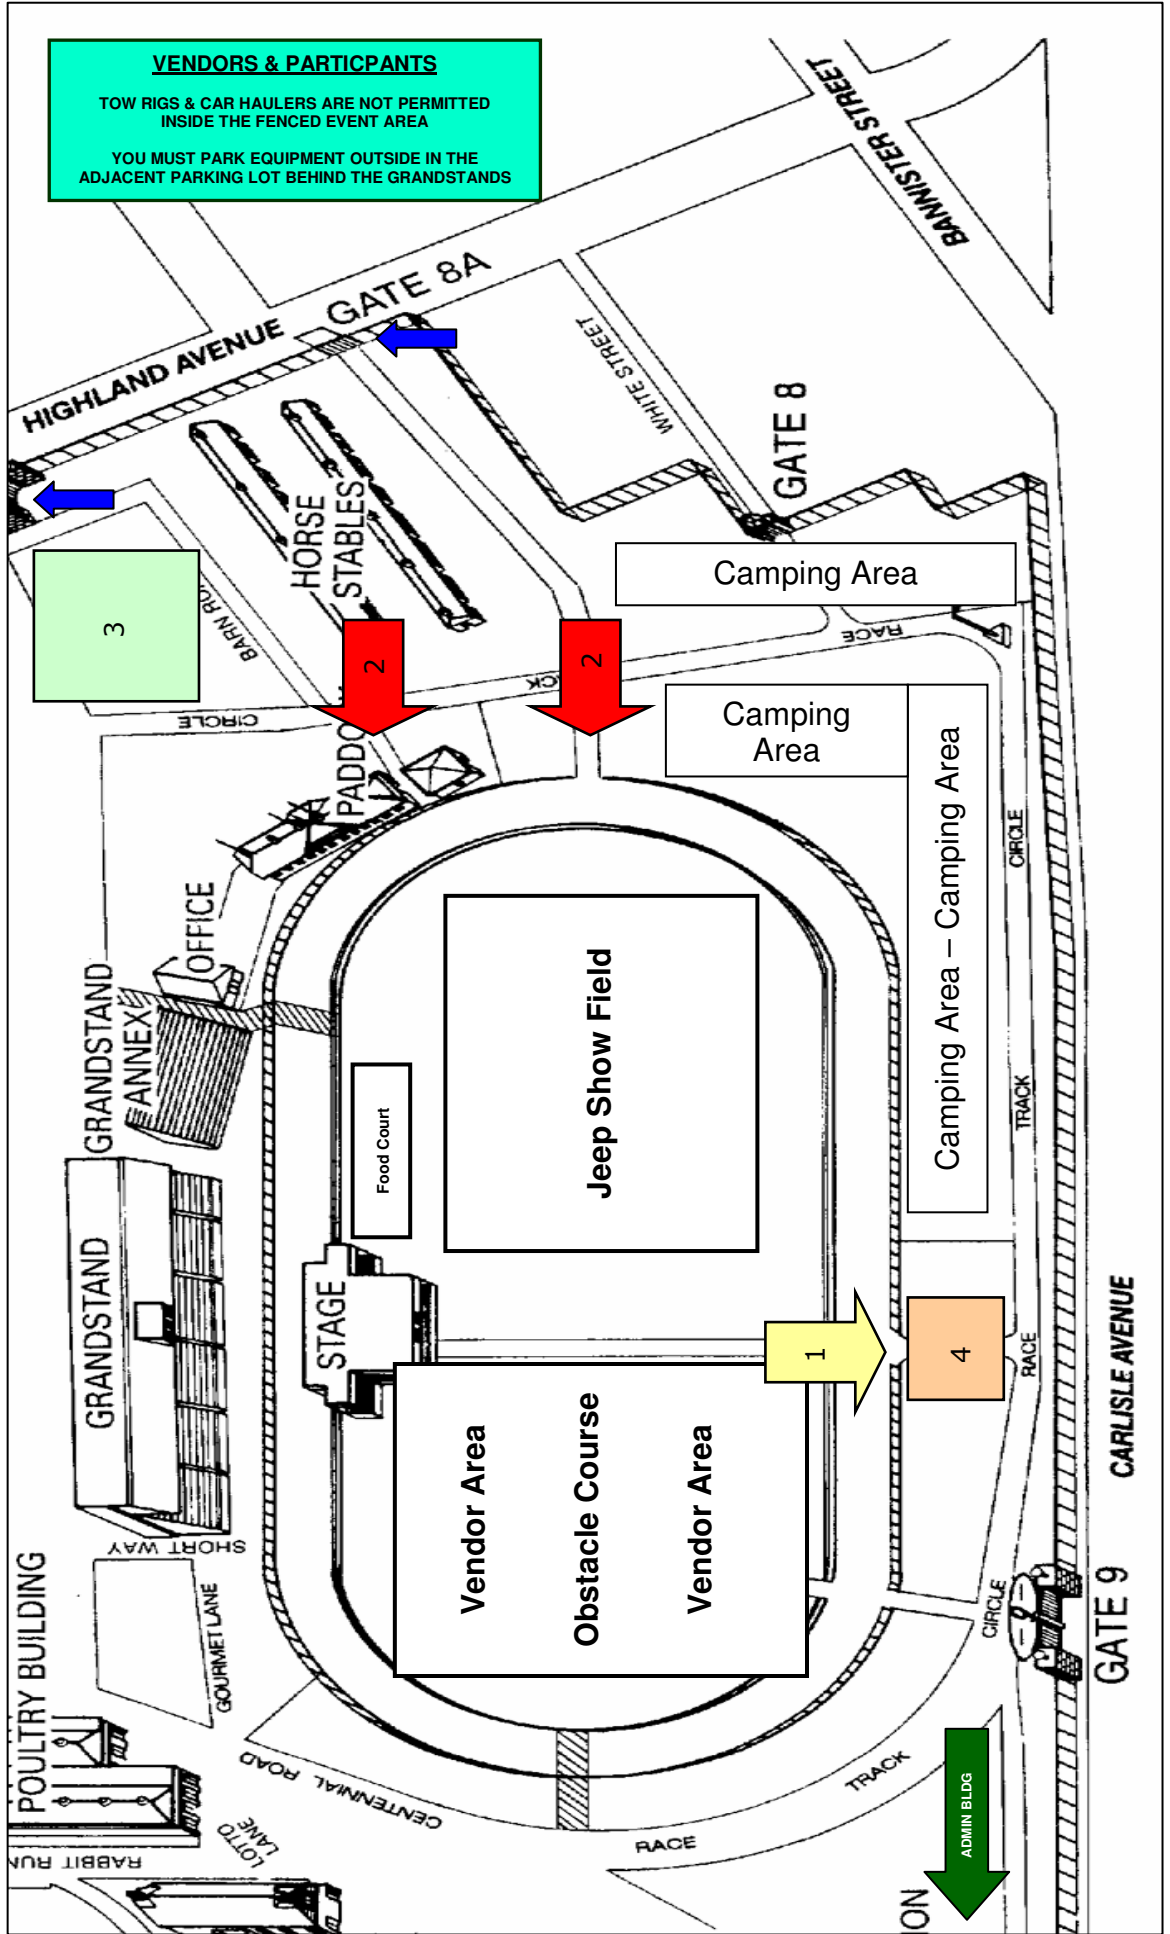 VENDORS & PARTICPANTS
TOW RIGS & CAR HAULERS ARE NOT PERMITTED
INSIDE THE FENCED EVENT AREA
YOU MUST PARK EQUIPMENT OUTSIDE IN THE
ADJACENT PARKING LOT BEHIND THE GRANDSTANDS
BANNISTER STREET
GATE 8A
HIGHLAND AVENUE
WHITE STREET
GATE 8
HORSE
STABLES
Camping Area
3
BARN RO
RACE
2
2
CK
CIRCLE
PADDO
Camping
Area
Camping Area – Camping Area
CIRCLE
OFFICE
GRANDSTAND
ANNEX
Jeep Show Field
Food Court
TRACK
GRANDSTAND
STAGE
1
4
RACE
CARLISLE AVENUE
Vendor Area
Obstacle Course
Vendor Area
SHORT WAY
POULTRY BUILDING
GOURMET LANE
CIRCLE
9
GATE 9
CENTENNIAL ROAD
TRACK
RACE
LOTTO
LANE
RABBIT RUN
ADMIN BLDG
ION